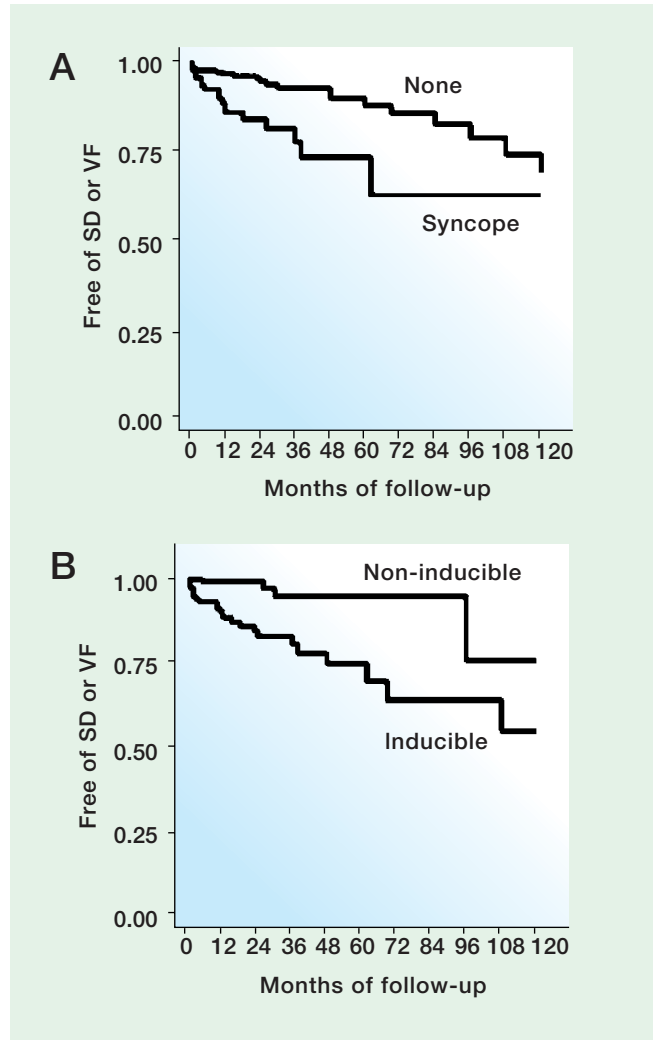 A
1.00
0.75
0.50
0.25
0.00
Free of SD or VF
None
Syncope
0 12 24 36 48 60 72 84 96 108 120
Months of follow-up
B
1.00
0.75
0.50
0.25
0.00
Free of SD or VF
Non-inducible
Inducible
0 12 24 36 48 60 72 84 96 108 120
Months of follow-up